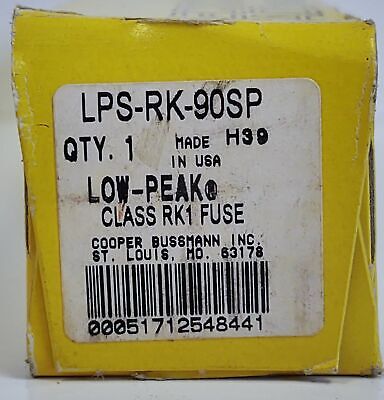 LPS-RK-90SP
QTY. 1 MADE H39
IN USA
LOW-PEAK®
CLASS RK1 FUSE
COOPER BUSSMANN INC.
ST. LOUIS, MO. 63178
00051712548441